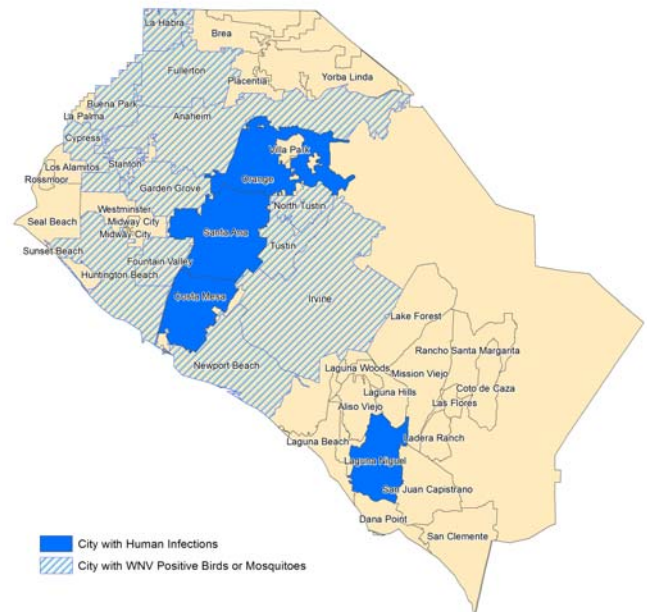 La Habra
Brea
Fullerton
Placentia
Yorba Linda
Buena Park
La Palma
Anaheim
Cypress
Villa Park
Stanton
Los Alamitos
Orange
Rossmoor
Garden Grove
North Tustin
Westminster
Seal Beach
Midway City
Midway City
Santa Ana
Tustin
Sunset Beach
Fountain Valley
Huntington Beach
Costa Mesa
Irvine
Lake Forest
Newport Beach
Rancho Santa Margarita
Laguna Woods
Mission Viejo
Coto de Caza
Laguna Hills
Las Flores
Aliso Viejo
Laguna Beach
Ladera Ranch
Laguna Niguel
San Juan Capistrano
Dana Point
San Clemente
City with Human Infections
City with WNV Positive Birds or Mosquitoes